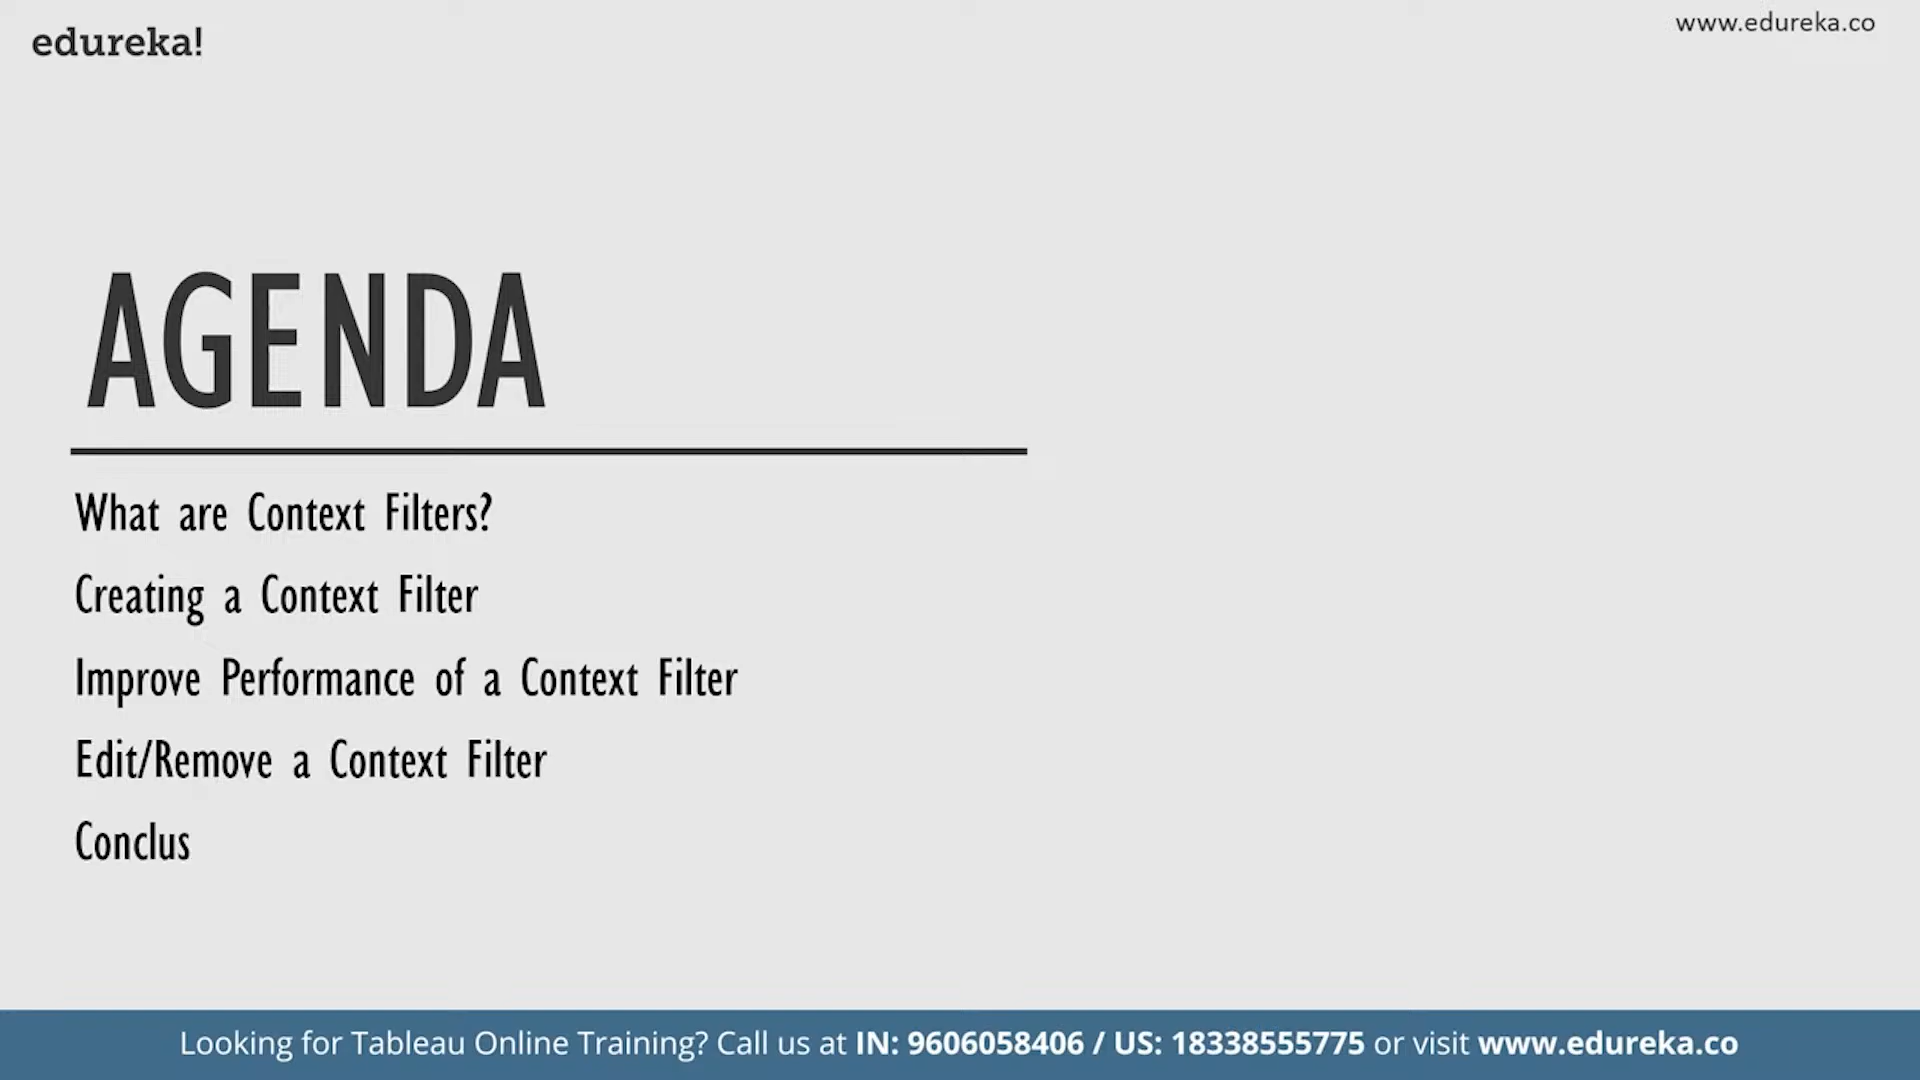 edureka!
www.edureka.co
AGENDA
What are Context Filters?
Creating a Context Filter
Improve Performance of a Context Filter
Edit/Remove a Context Filter
Conclus
Looking for Tableau Online Training? Call us at IN: 9606058406 / US: 18338555775 or visit www.edureka.co